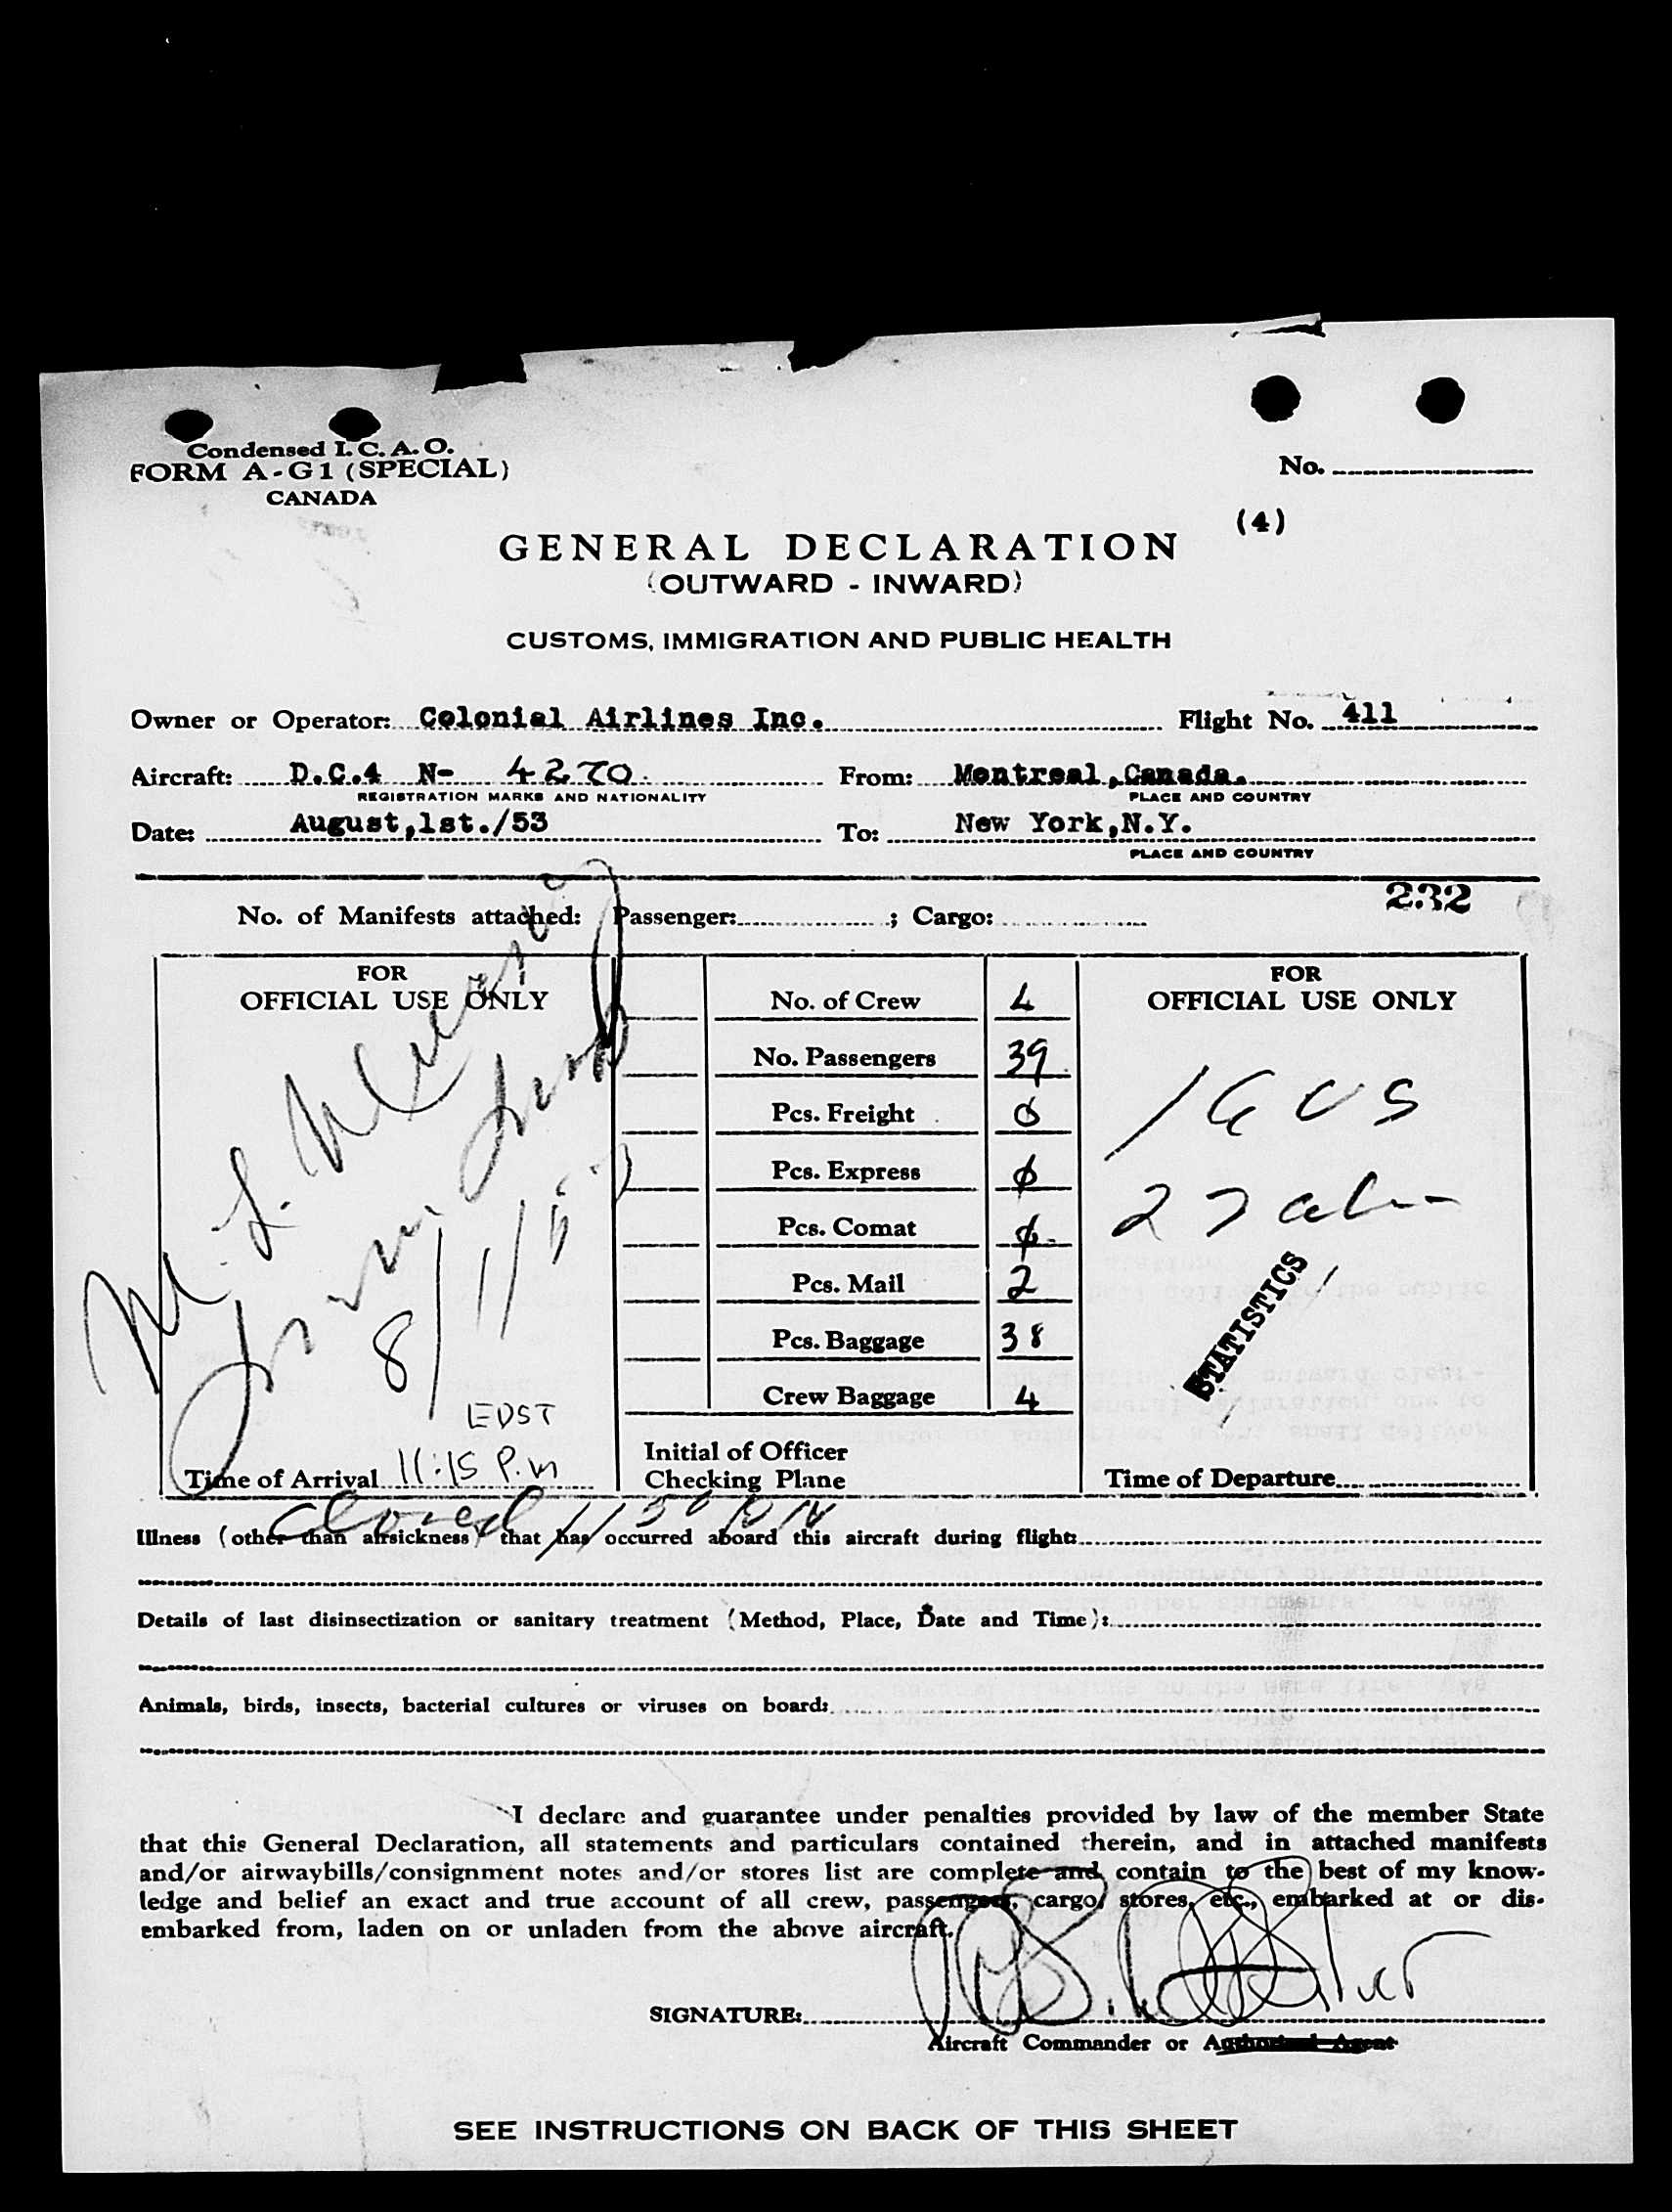 Condensed I. C. A. O.
FORM A-G1 (SPECIAL)
CANADA
No.
(4)
GENERAL DECLARATION
(OUTWARD - INWARD)
CUSTOMS, IMMIGRATION AND PUBLIC HEALTH
Owner or Operator: Colonial Airlines Inc. Flight No. 411
Aircraft: D.C.4 N- 4270 From: Montreal, Canada.
REGISTRATION MARKS AND NATIONALITY PLACE AND COUNTRY
Date: August, 1st./53 To: New York, N.Y.
PLACE AND COUNTRY
232
No. of Manifests attached: Passenger: ; Cargo:
FOR
OFFICIAL USE ONLY
M. L.
8/1/5
EDST
Time of Arrival 11:15 P.M
No. of Crew 4
No. Passengers 39
Pcs. Freight 0
Pcs. Express 0
Pcs. Comat 0
Pcs. Mail 2
Pcs. Baggage 38
Crew Baggage 4
Initial of Officer
Checking Plane
FOR
OFFICIAL USE ONLY
16 US
STATISTICS
Time of Departure
Closed 1130 PM
Illness (other than airsickness) that has occurred aboard this aircraft during flight:
Details of last disinsectization or sanitary treatment (Method, Place, Date and Time):
Animals, birds, insects, bacterial cultures or viruses on board:
I declare and guarantee under penalties provided by law of the member State
that this General Declaration, all statements and particulars contained therein, and in attached manifests
and/or airwaybills/consignment notes and/or stores list are complete and contain to the best of my know-
ledge and belief an exact and true account of all crew, passengers, cargo, stores, etc., embarked at or dis-
embarked from, laden on or unladen from the above aircraft.
SIGNATURE:
Aircraft Commander or Authorized Agent
SEE INSTRUCTIONS ON BACK OF THIS SHEET